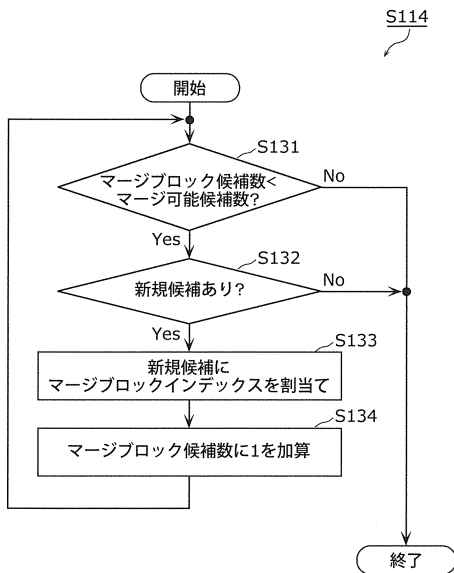 S114
開始
S131
マージブロック候補数<
マージ可能候補数?
No
Yes
S132
新規候補あり?
No
Yes
S133
新規候補に
マージブロックインデックスを割当て
S134
マージブロック候補数に1を加算
終了